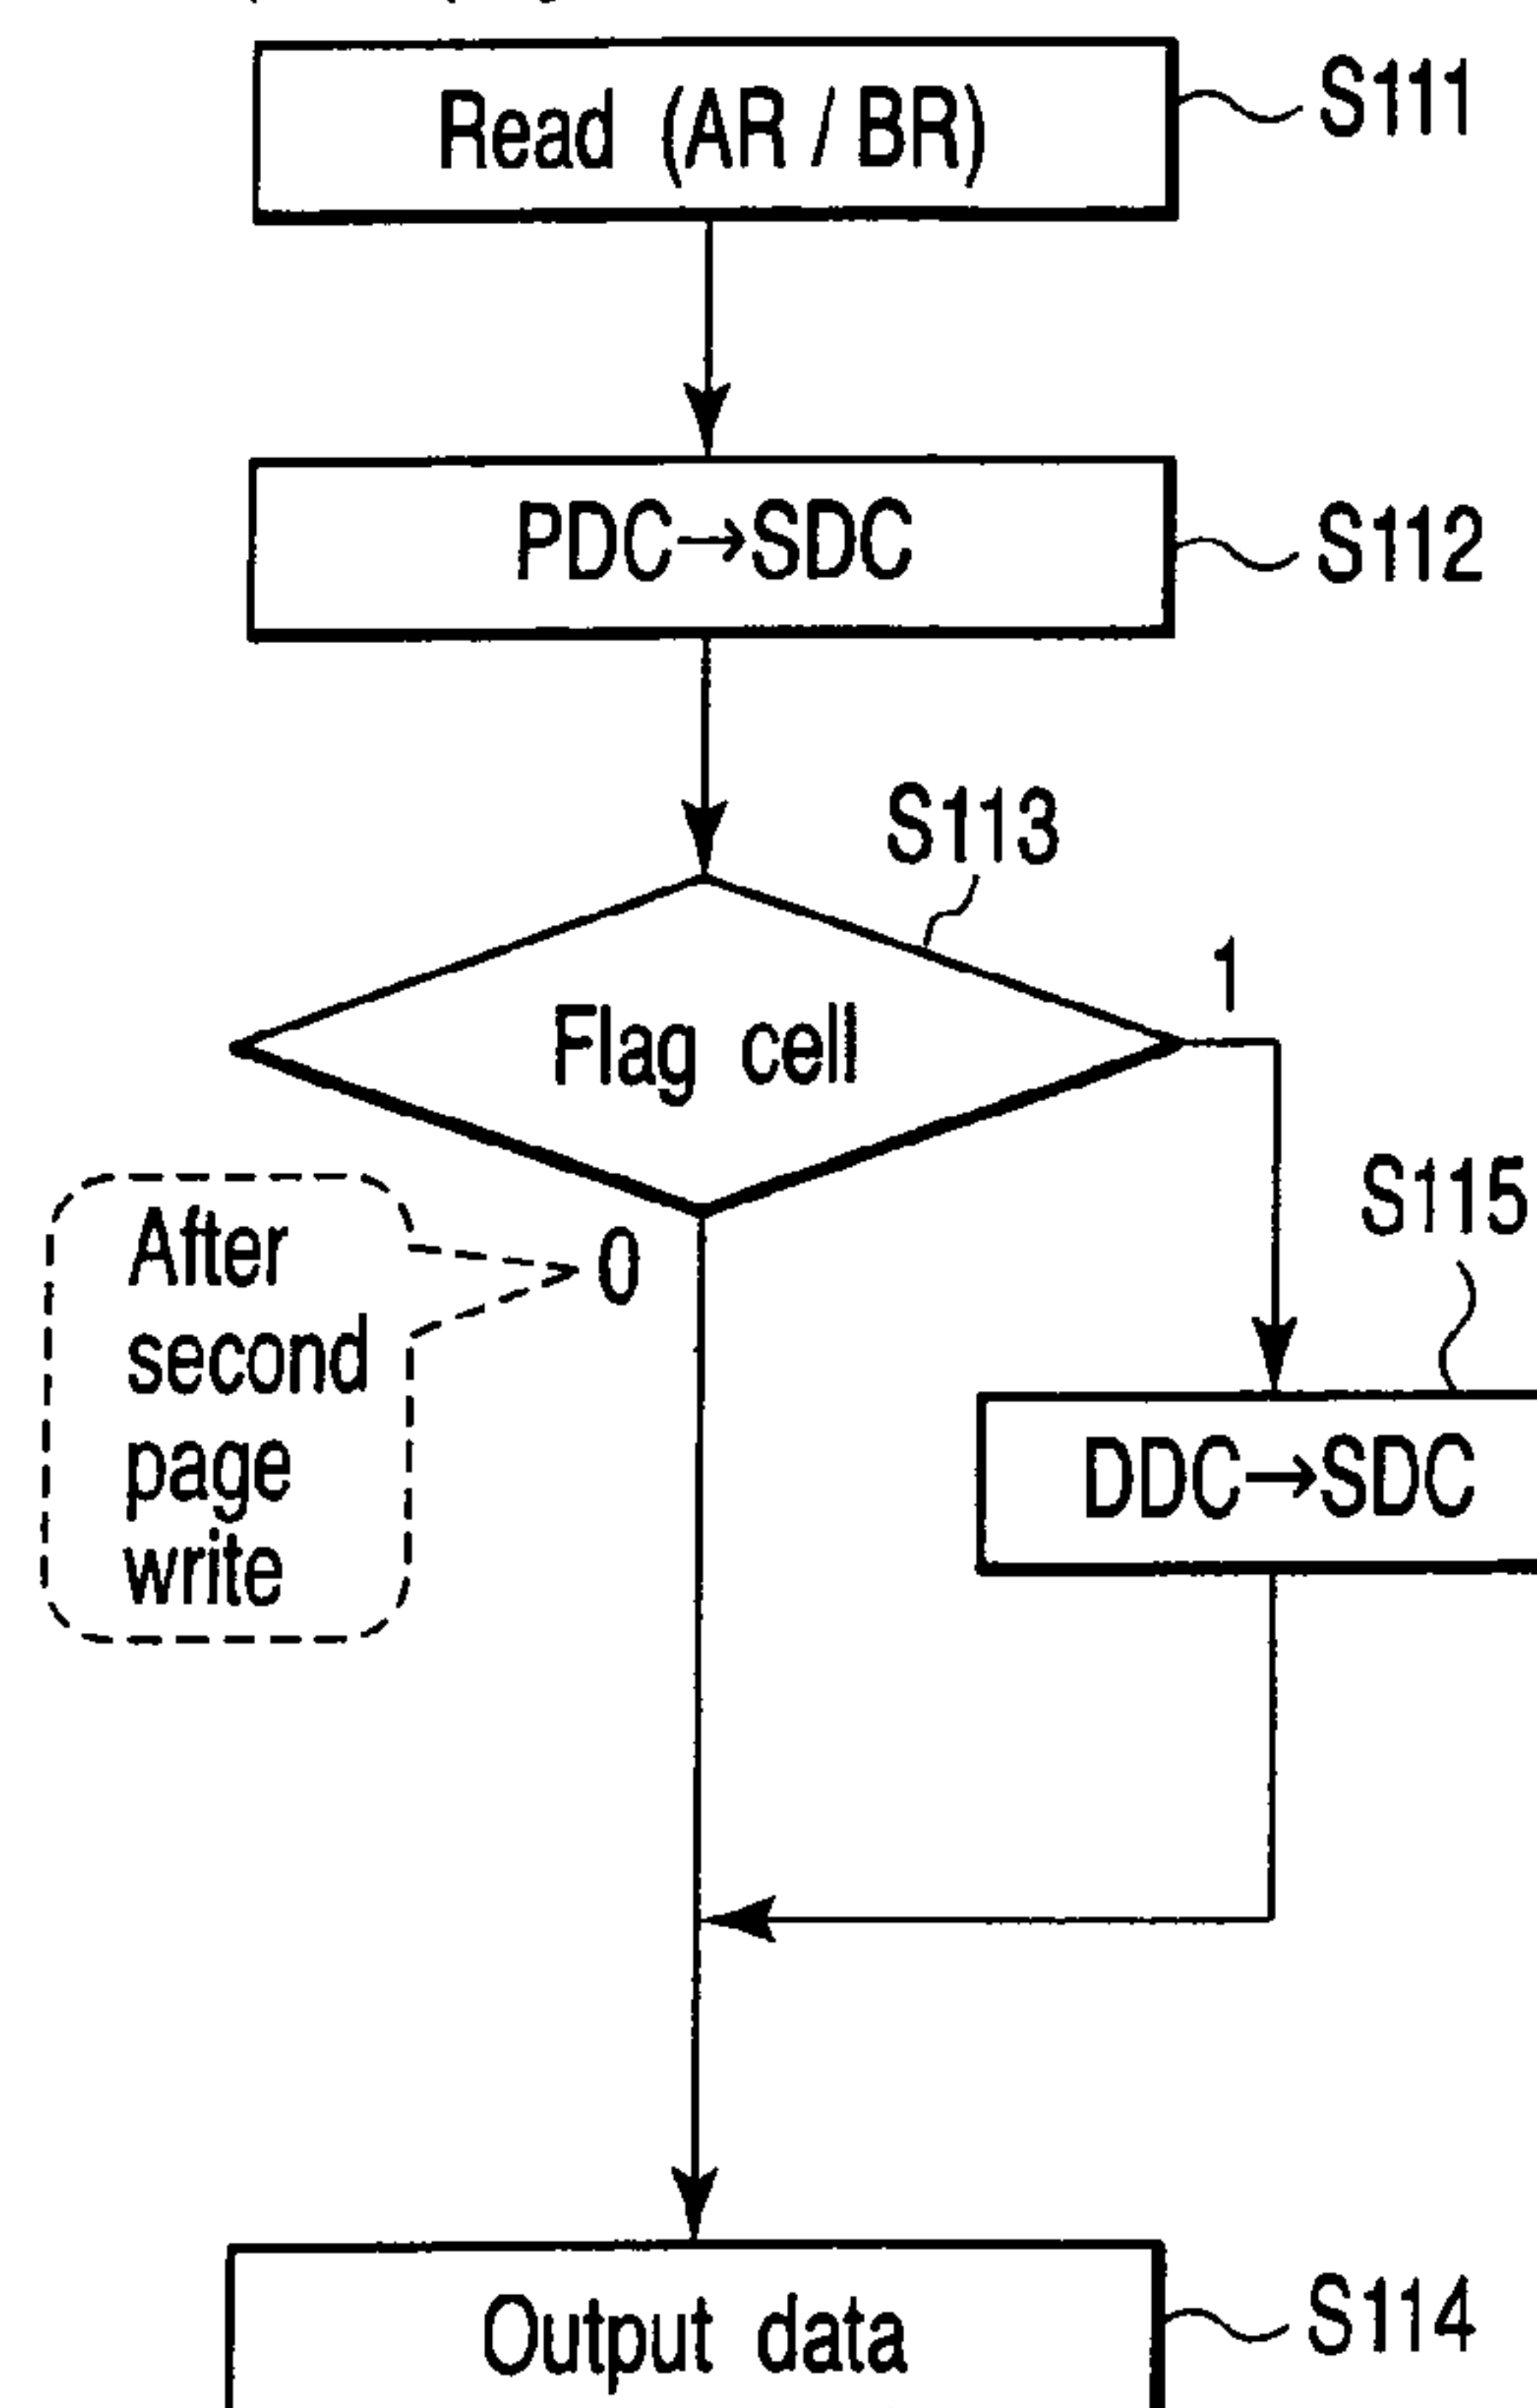 Read (AR / BR)
S111
PDC→SDC
S112
S113
Flag cell
1
After
second
page
write
0
S115
DDC→SDC
Output data
S114